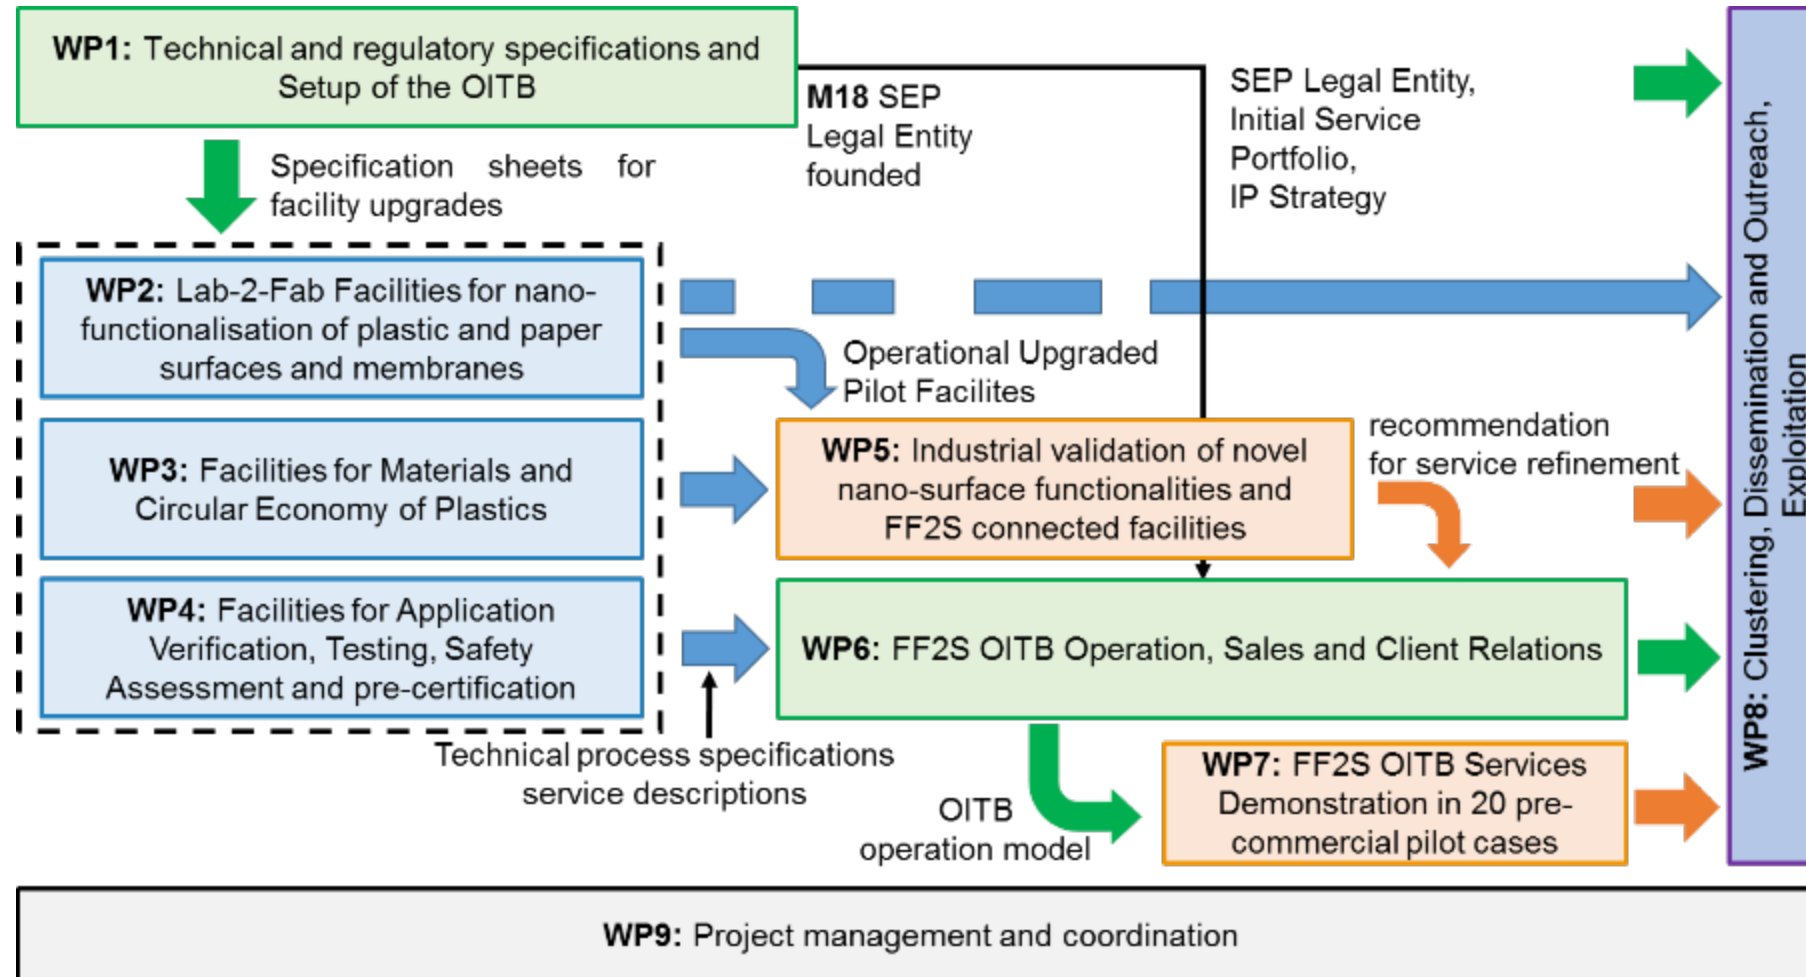 WP1: Technical and regulatory specifications and
Setup of the OITB
M18 SEP
Legal Entity
founded
SEP Legal Entity,
Initial Service
Portfolio,
IP Strategy
Specification sheets for
facility upgrades
WP2: Lab-2-Fab Facilities for nano-
functionalisation of plastic and paper
surfaces and membranes
Operational Upgraded
Pilot Facilites
WP3: Facilities for Materials and
Circular Economy of Plastics
WP5: Industrial validation of novel
nano-surface functionalities and
FF2S connected facilities
recommendation
for service refinement
WP4: Facilities for Application
Verification, Testing, Safety
Assessment and pre-certification
WP6: FF2S OITB Operation, Sales and Client Relations
Technical process specifications
service descriptions
OITB
operation model
WP7: FF2S OITB Services
Demonstration in 20 pre-
commercial pilot cases
WP8: Clustering, Dissemination and Outreach,
Exploitation
WP9: Project management and coordination